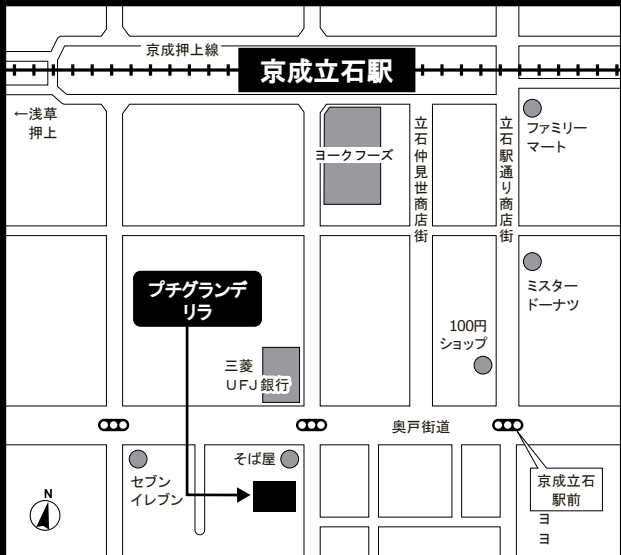 京成押上線
京成立石駅
←浅草
押上
ヨークフーズ
立石仲見世商店街
立石駅通り商店街
ファミリー
マート
プチグランデ
リラ
ミスター
ドーナツ
100円
ショップ
三菱
UFJ銀行
奥戸街道
セブン
イレブン
そば屋
京成立石
駅前
ヨ
ヨ
N